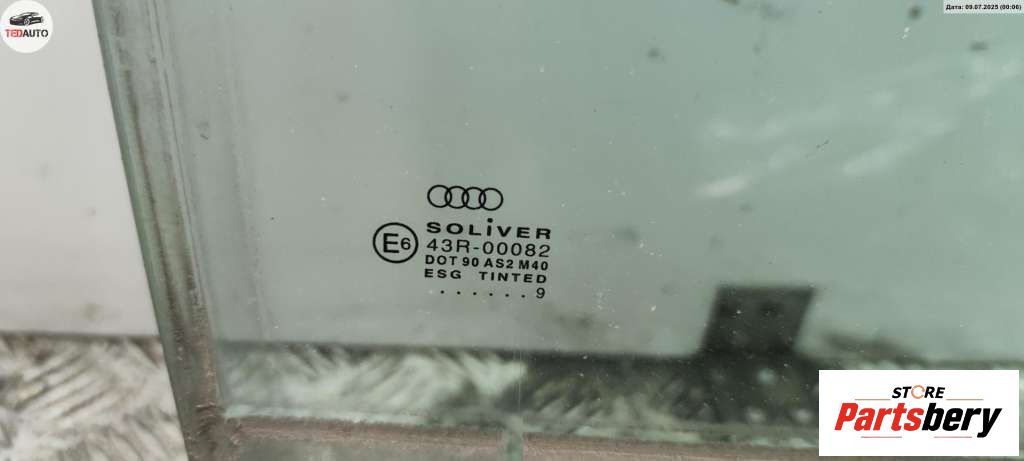 TEDAUTO
Дата: 09.07.2025 (00:06)
SOLiVER
E6
43R-00082
DOT 90 AS2 M40
ESG TINTED
. . . . . . 9
STORE
Partsbery